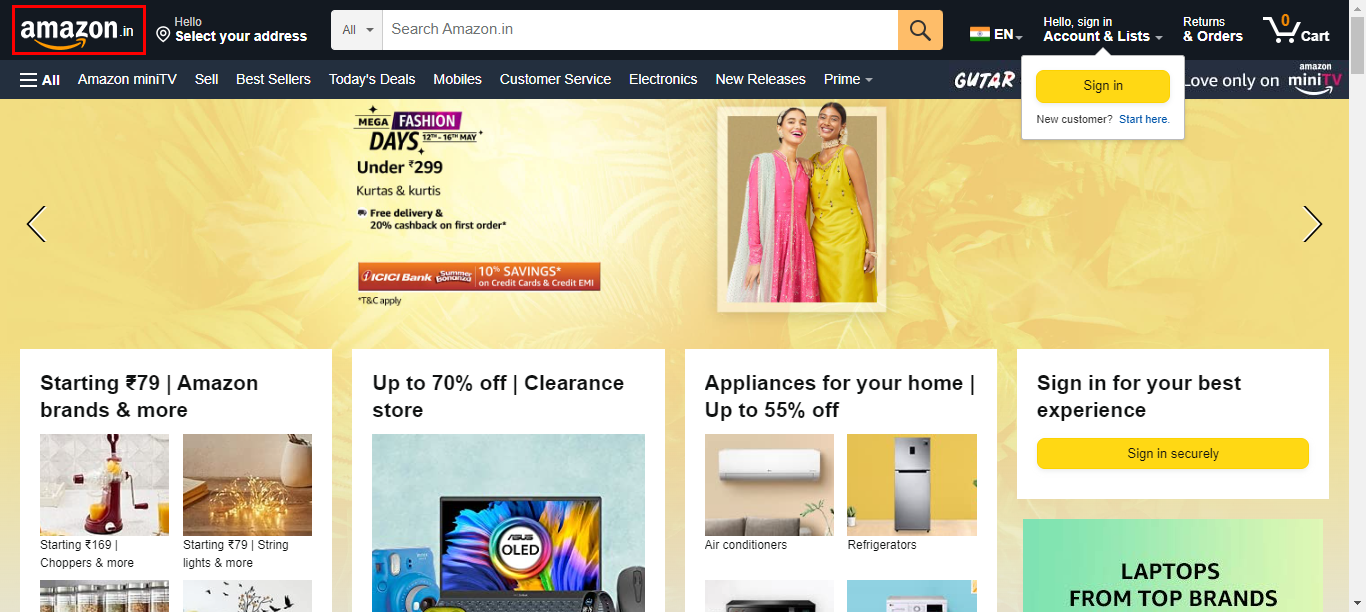 amazon.in
Hello
Select your address
All
Search Amazon.in
EN
Hello, sign in
Account & Lists
Returns
& Orders
0
Cart
All
Amazon miniTV
Sell
Best Sellers
Today's Deals
Mobiles
Customer Service
Electronics
New Releases
Prime
GUTAR
Love only on
amazon
miniTV
Sign in
New customer? Start here.
MEGA FASHION
DAYS 12TH - 16TH MAY
Under ₹299
Kurtas & kurtis
Free delivery &
20% cashback on first order*
ICICI Bank Summer Bonanza 10% SAVINGS*
on Credit Cards & Credit EMI
*T&C apply
Starting ₹79 | Amazon
brands & more
Starting ₹169 |
Choppers & more
Starting ₹79 | String
lights & more
Up to 70% off | Clearance
store
ASUS
OLED
Appliances for your home |
Up to 55% off
Air conditioners
Refrigerators
Sign in for your best
experience
Sign in securely
LAPTOPS
FROM TOP BRANDS